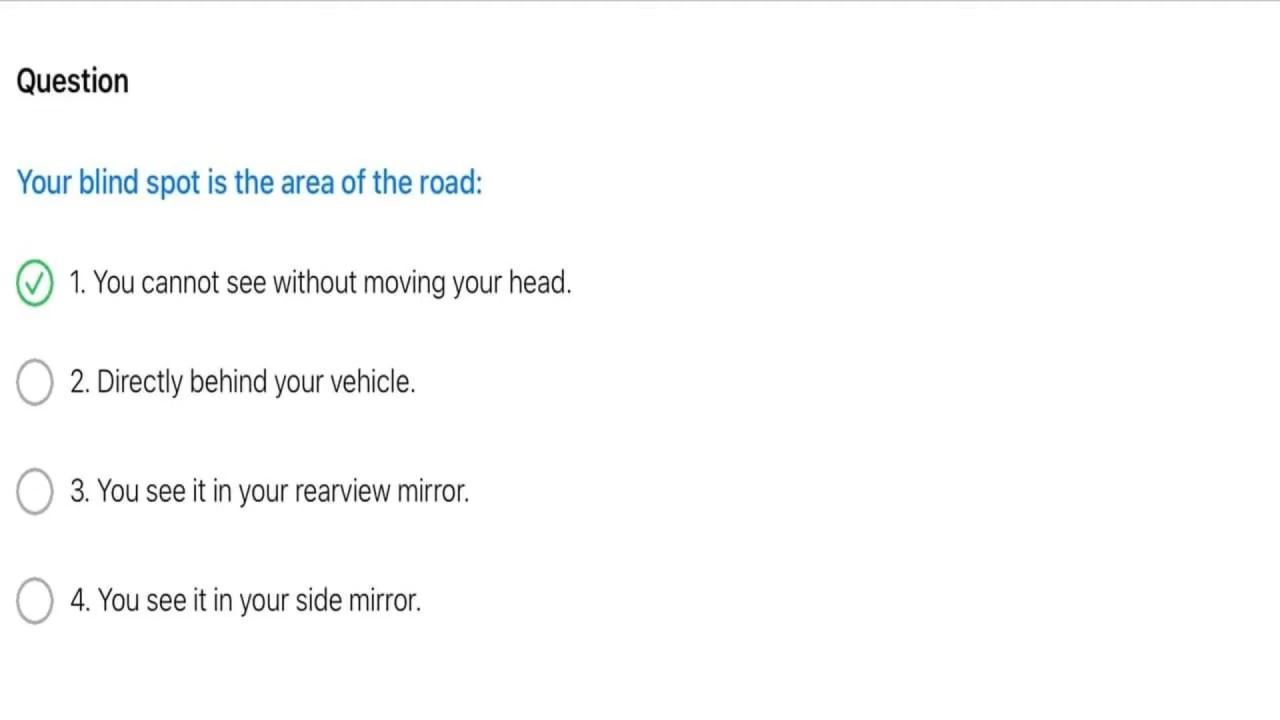 Question
Your blind spot is the area of the road:
1. You cannot see without moving your head.
2. Directly behind your vehicle.
3. You see it in your rearview mirror.
4. You see it in your side mirror.